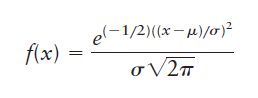 f(x) = e^(−1/2)((x−μ)/σ)² / σ√2π